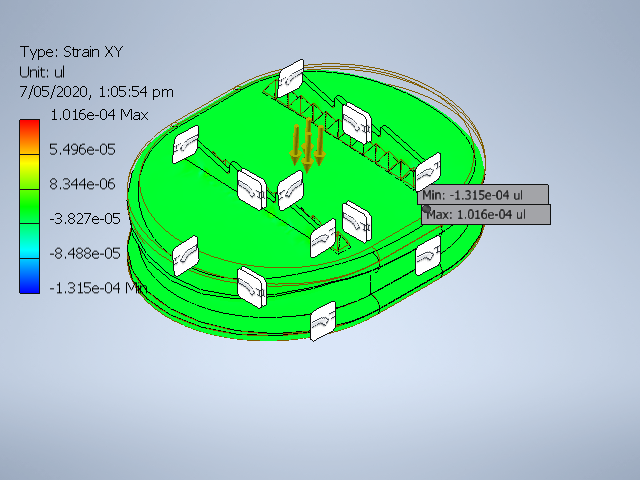 Type: Strain XY
Unit: ul
7/05/2020, 1:05:54 pm
1.016e-04 Max
5.496e-05
8.344e-06
-3.827e-05
-8.488e-05
-1.315e-04 Min
Min: -1.315e-04 ul
Max: 1.016e-04 ul